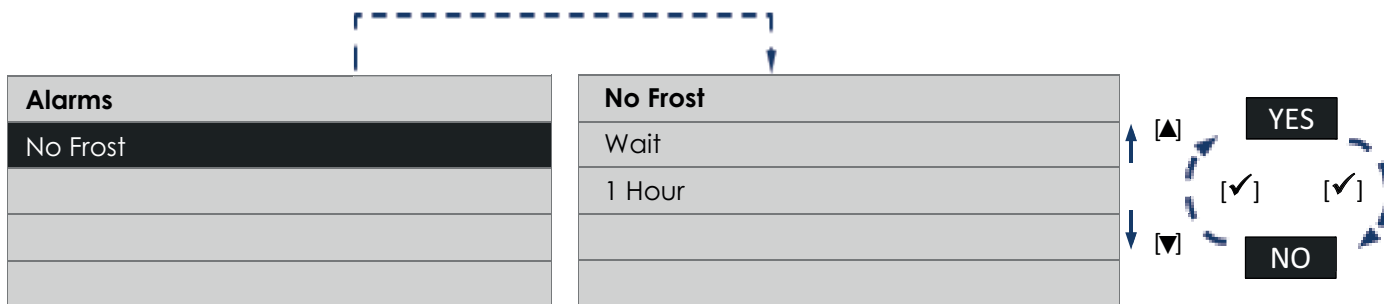 Alarms
No Frost
No Frost
Wait
1 Hour
[▲]
[▼]
YES
[✔] [✔]
NO